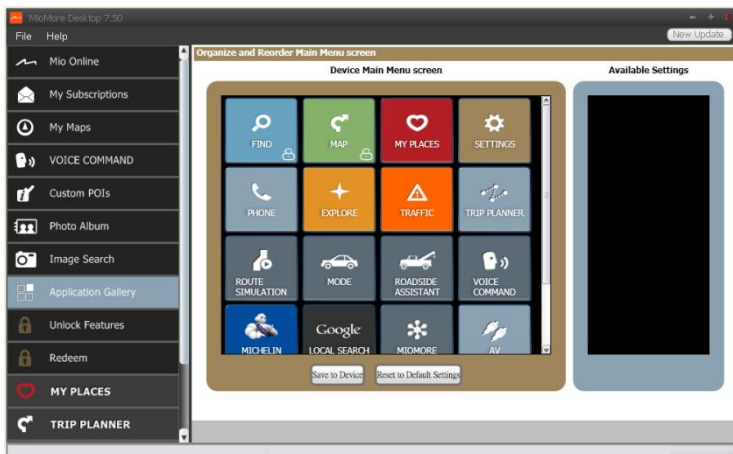 MioMore Desktop 7.50
File Help
New Update
Mio Online
My Subscriptions
My Maps
VOICE COMMAND
Custom POIs
Photo Album
Image Search
Application Gallery
Unlock Features
Redeem
MY PLACES
TRIP PLANNER
Organize and Reorder Main Menu screen
Device Main Menu screen
FIND
MAP
MY PLACES
SETTINGS
PHONE
EXPLORE
TRAFFIC
TRIP PLANNER
ROUTE
SIMULATION
MODE
ROADSIDE
ASSISTANT
VOICE
COMMAND
MICHELIN
Google
LOCAL SEARCH
MIOMORE
AV
Save to Device
Reset to Default Settings
Available Settings